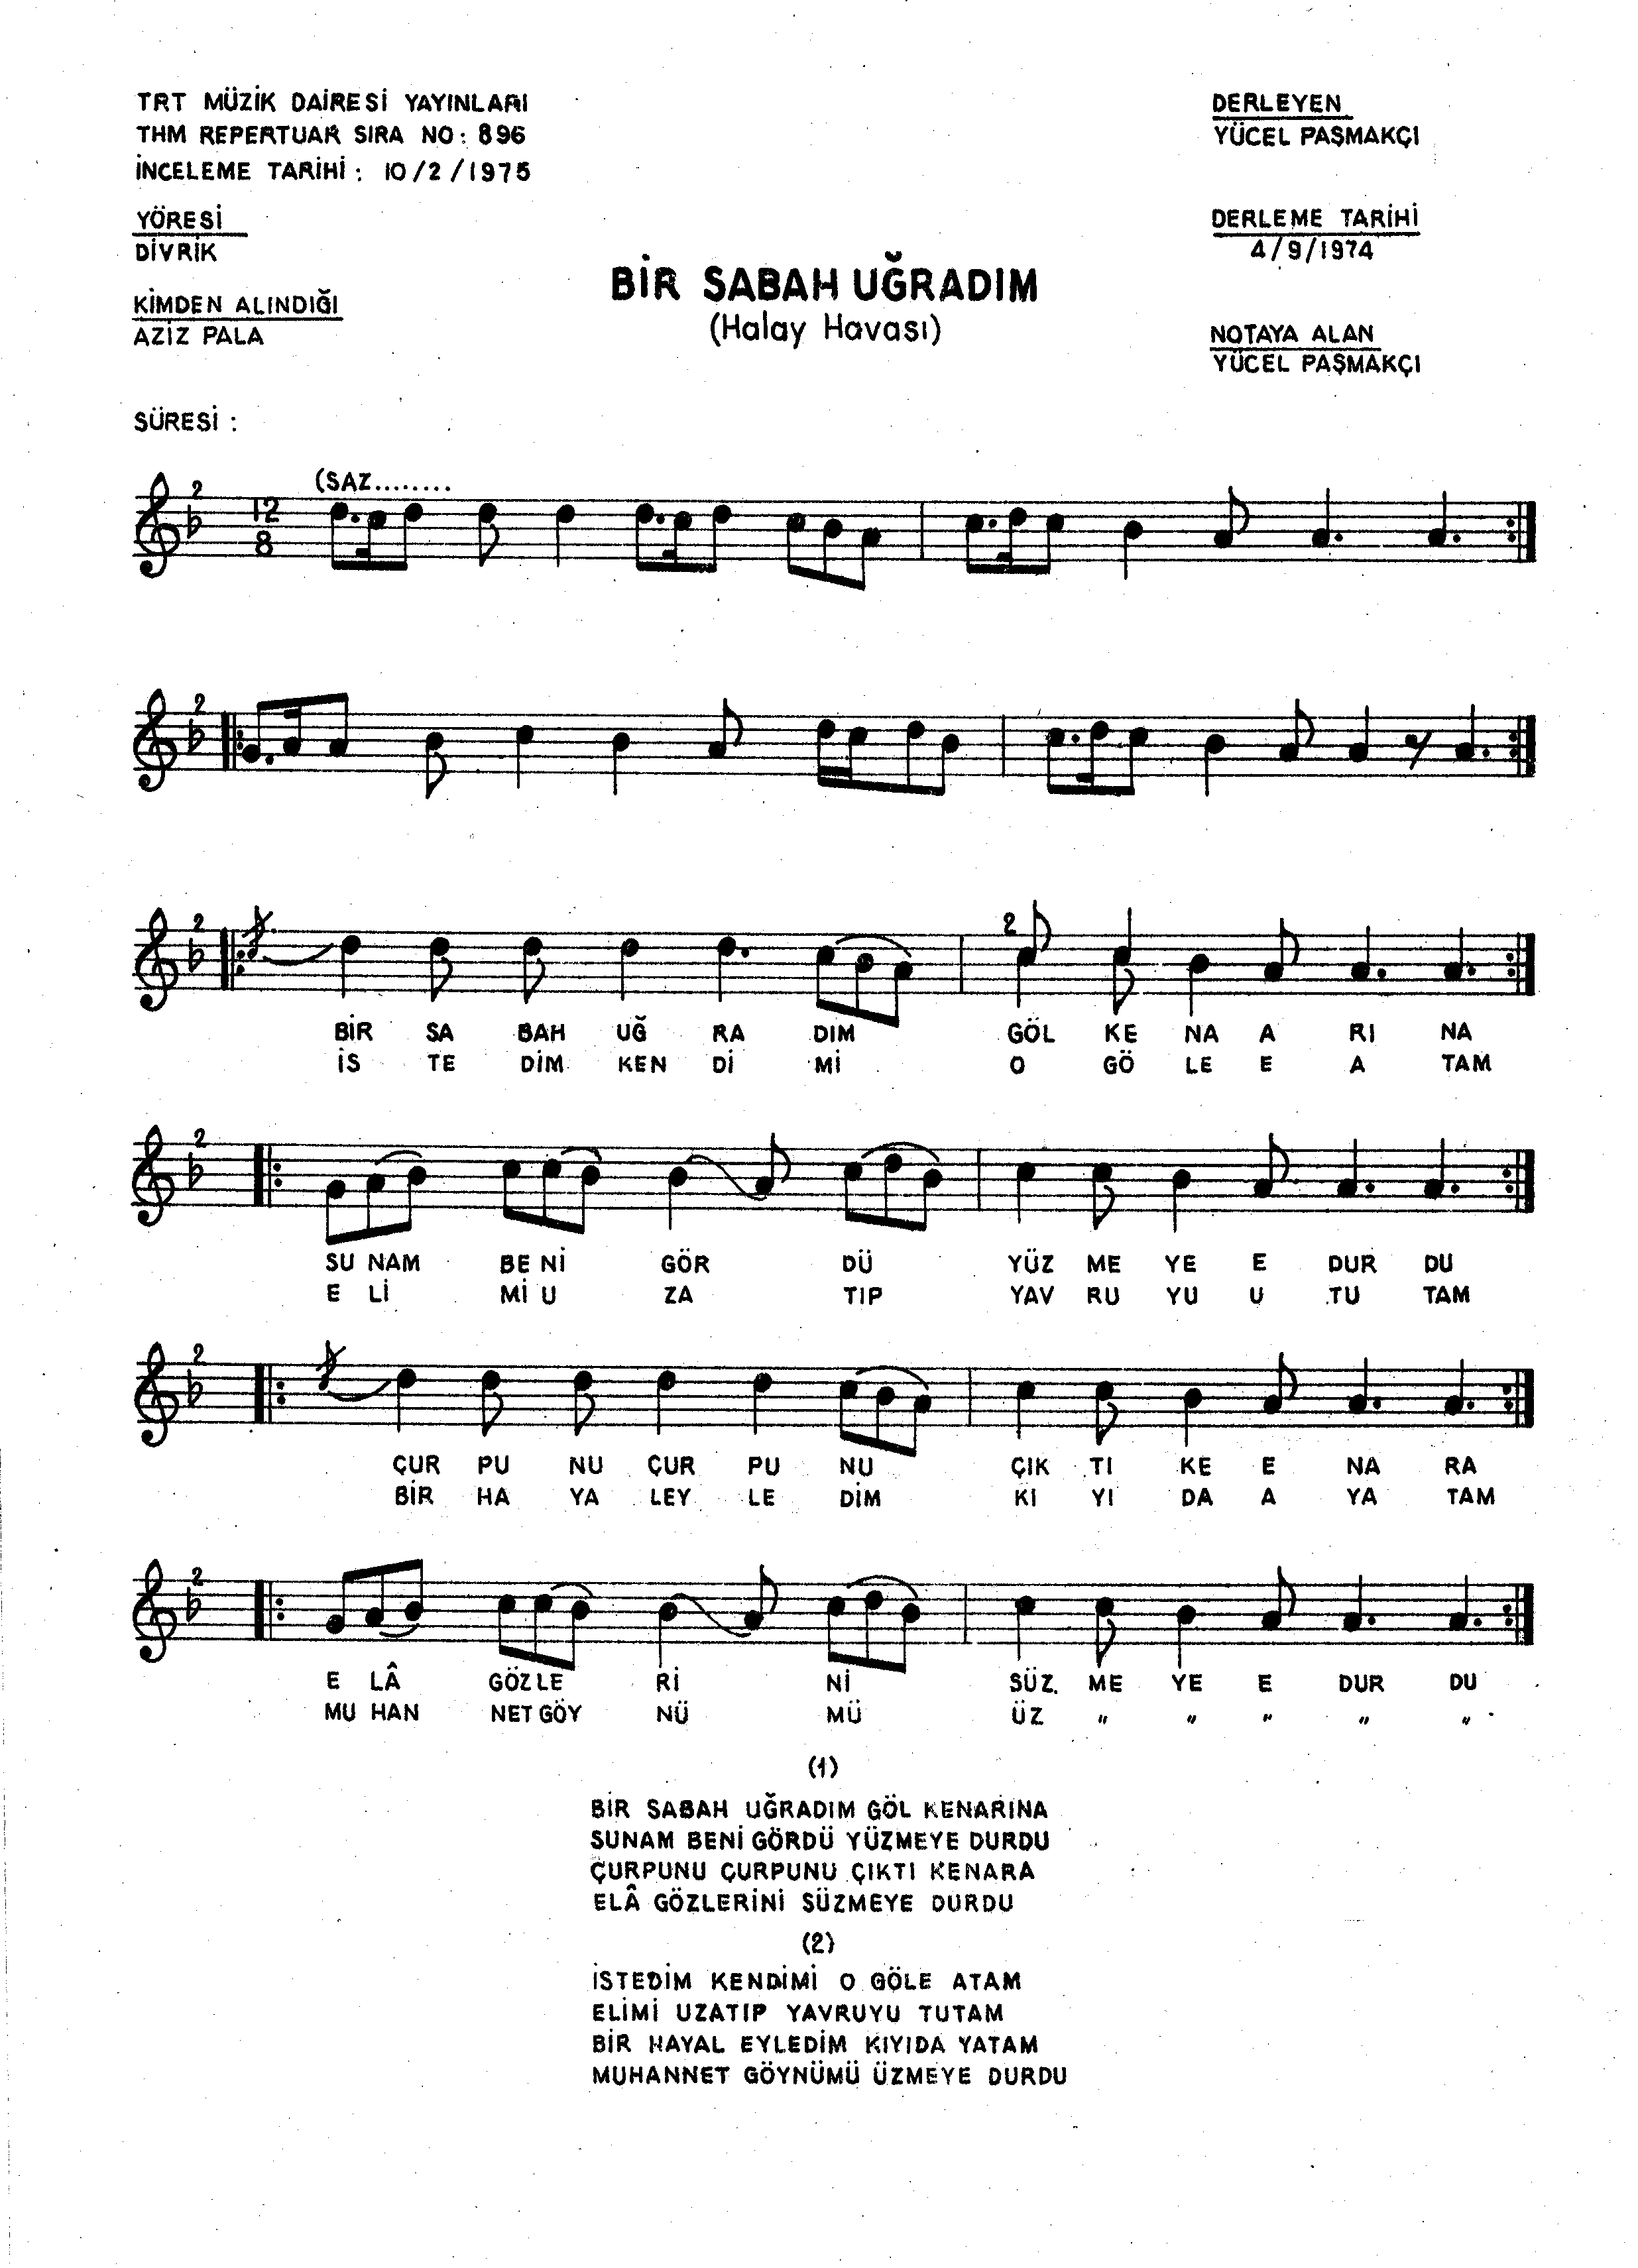 TRT MÜZİK DAİRESİ YAYINLARI
THM REPERTUAR SIRA NO: 896
İNCELEME TARİHİ: 10/2/1975
DERLEYEN
YÜCEL PAŞMAKÇI
YÖRESİ
DİVRİK
DERLEME TARİHİ
4/9/1974
BİR SABAH UĞRADIM
(Halay Havası)
KİMDEN ALINDIĞI
AZİZ PALA
NOTAYA ALAN
YÜCEL PAŞMAKÇI
SÜRESİ :
(SAZ........
2
12
8
2
2
2
BİR SA BAH UĞ RA DIM GÖL KE NA A RI NA
İS TE DİM KEN Dİ Mİ O GÖ LE E A TAM
2
SU NAM BE Nİ GÖR DÜ YÜZ ME YE E DUR DU
E Lİ Mİ U ZA TIP YAV RU YU U TU TAM
2
ÇUR PU NU ÇUR PU NU ÇIK TI KE E NA RA
BİR HA YA LEY LE DİM KI YI DA A YA TAM
2
E LÂ GÖZ LE Rİ Nİ SÜZ ME YE E DUR DU
MU HAN NET GÖY NÜ MÜ ÜZ " " " " "
(1)
BİR SABAH UĞRADIM GÖL KENARINA
SUNAM BENİ GÖRDÜ YÜZMEYE DURDU
ÇURPUNU ÇURPUNU ÇIKTI KENARA
ELÂ GÖZLERİNİ SÜZMEYE DURDU
(2)
İSTEDİM KENDİMİ O GÖLE ATAM
ELİMİ UZATIP YAVRUYU TUTAM
BİR HAYAL EYLEDİM KIYIDA YATAM
MUHANNET GÖYNÜMÜ ÜZMEYE DURDU